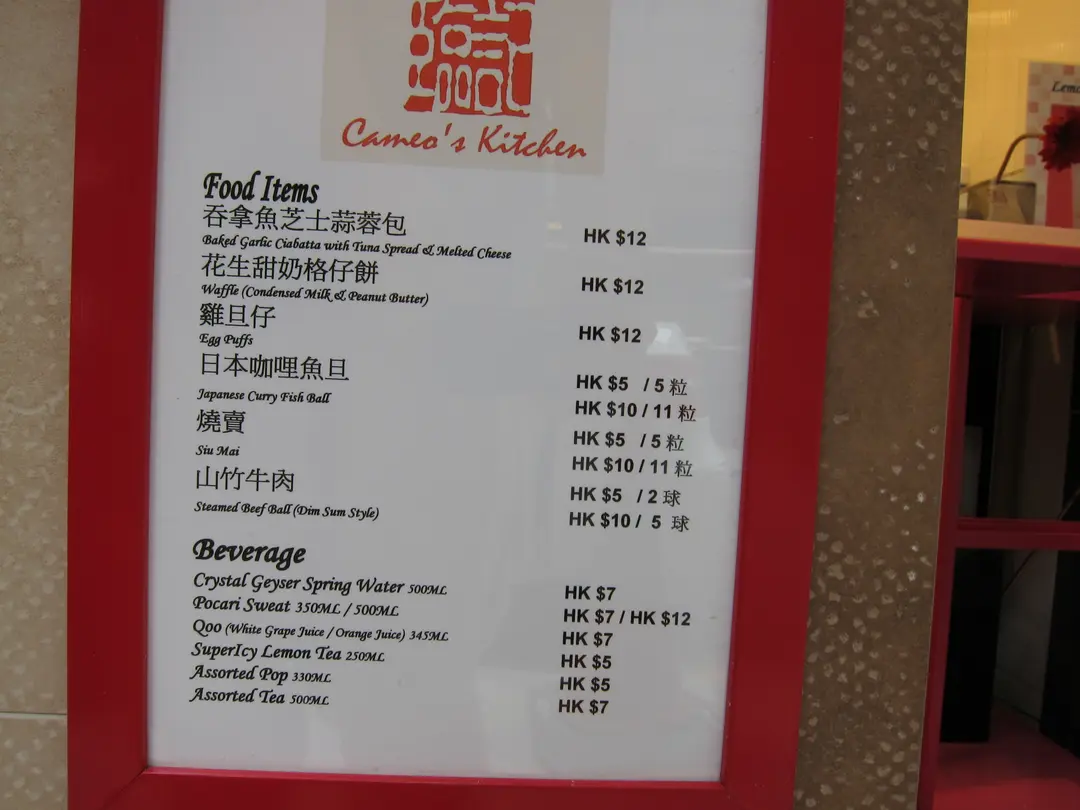 Cameo's Kitchen
Food Items
吞拿魚芝士蒜蓉包
Baked Garlic Ciabatta with Tuna Spread & Melted Cheese
HK $12
花生甜奶格仔餅
Waffle (Condensed Milk & Peanut Butter)
HK $12
雞旦仔
Egg Puffs
HK $12
日本咖哩魚旦
Japanese Curry Fish Ball
HK $5 / 5 粒
HK $10 / 11 粒
燒賣
Siu Mai
HK $5 / 5 粒
HK $10 / 11 粒
山竹牛肉
Steamed Beef Ball (Dim Sum Style)
HK $5 / 2 球
HK $10 / 5 球
Beverage
Crystal Geyser Spring Water 500ML HK $7
Pocari Sweat 350ML / 500ML HK $7 / HK $12
Qoo (White Grape Juice / Orange Juice) 345ML HK $7
SuperIcy Lemon Tea 250ML HK $5
Assorted Pop 330ML HK $5
Assorted Tea 500ML HK $7